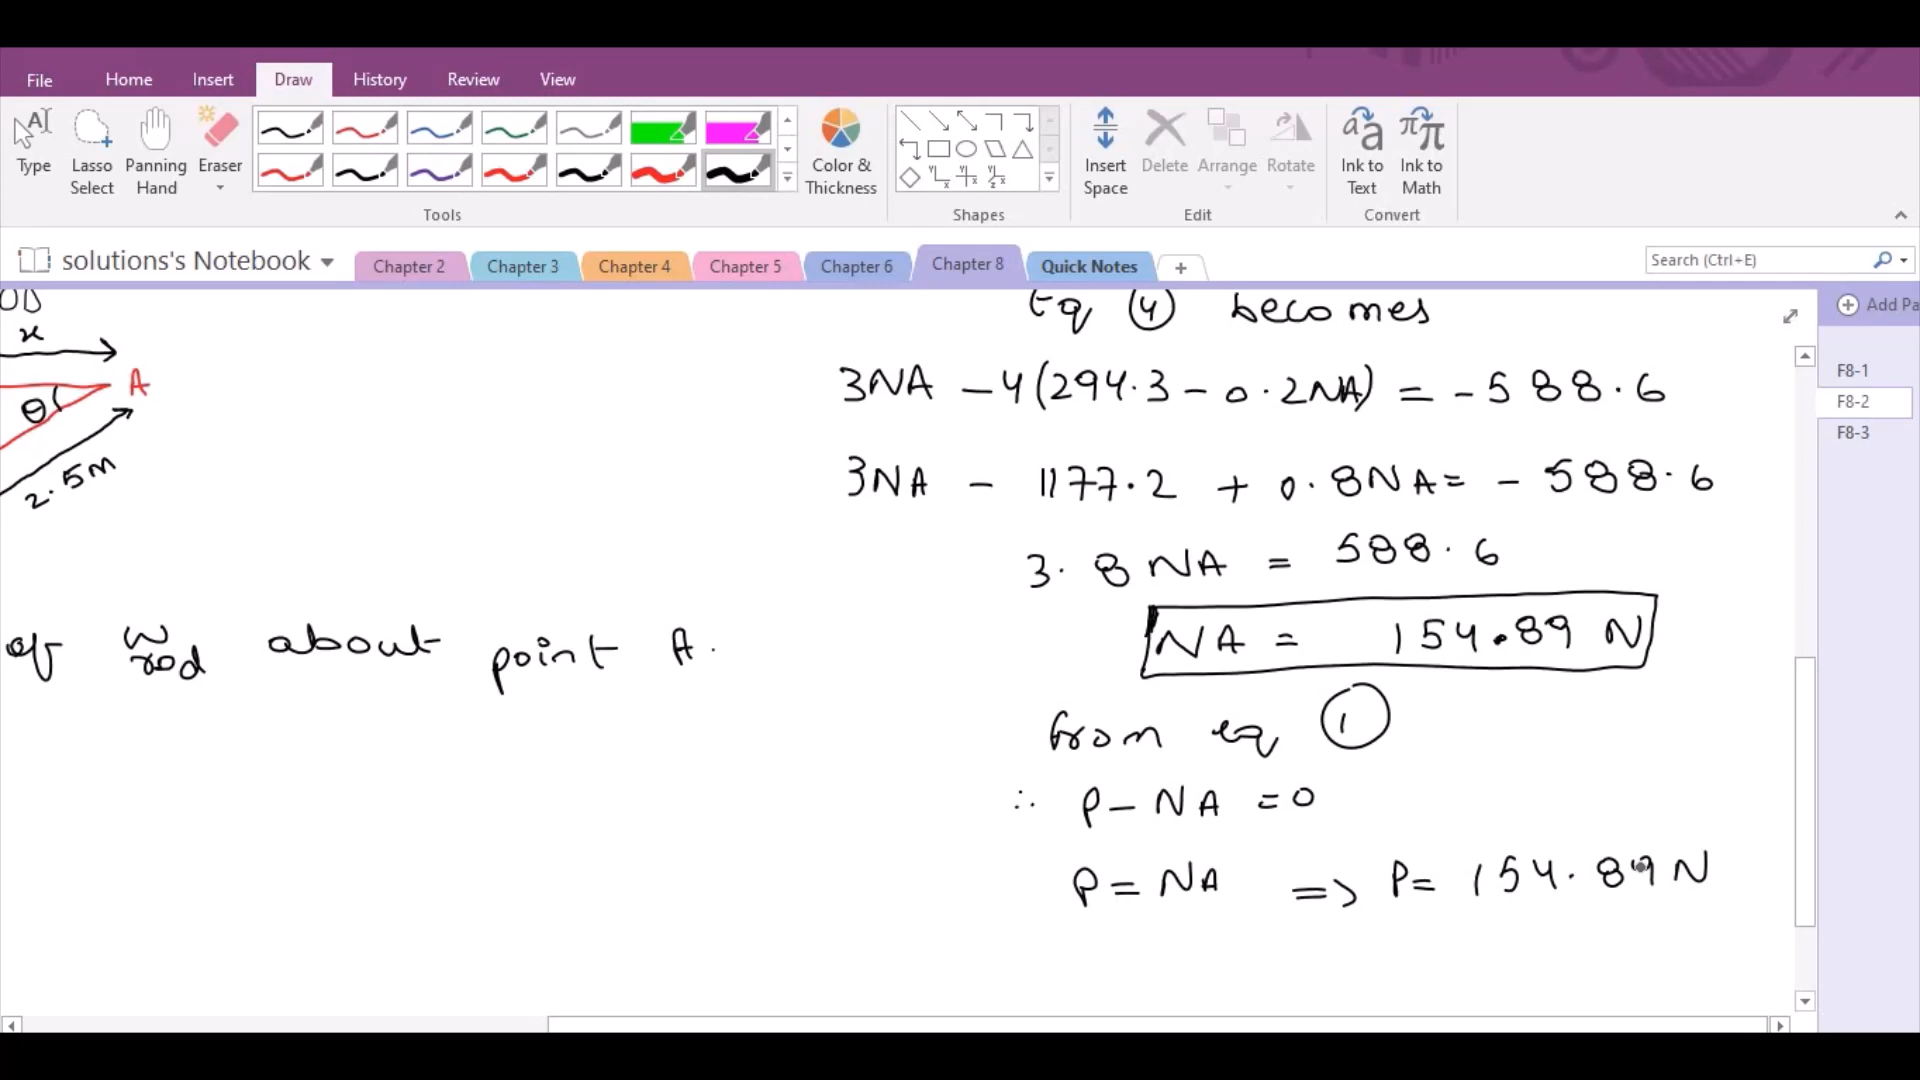 File Home Insert Draw History Review View
Type Lasso Select Panning Hand Eraser Color & Thickness Insert Space Delete Arrange Rotate Ink to Text Ink to Math
Tools Shapes Edit Convert
solutions's Notebook Chapter 2 Chapter 3 Chapter 4 Chapter 5 Chapter 6 Chapter 8 Quick Notes + Search (Ctrl+E)
Add Pa
F8-1
F8-2
F8-3
x
A
θ
2.5m
of W rod about point A.
Eq (4) becomes
3NA - 4(294.3 - 0.2NA) = -588.6
3NA - 1177.2 + 0.8NA = - 588.6
3.8NA = 588.6
NA = 154.89 N
from eq (1)
∴ P - NA = 0
P = NA => P = 154.89 N